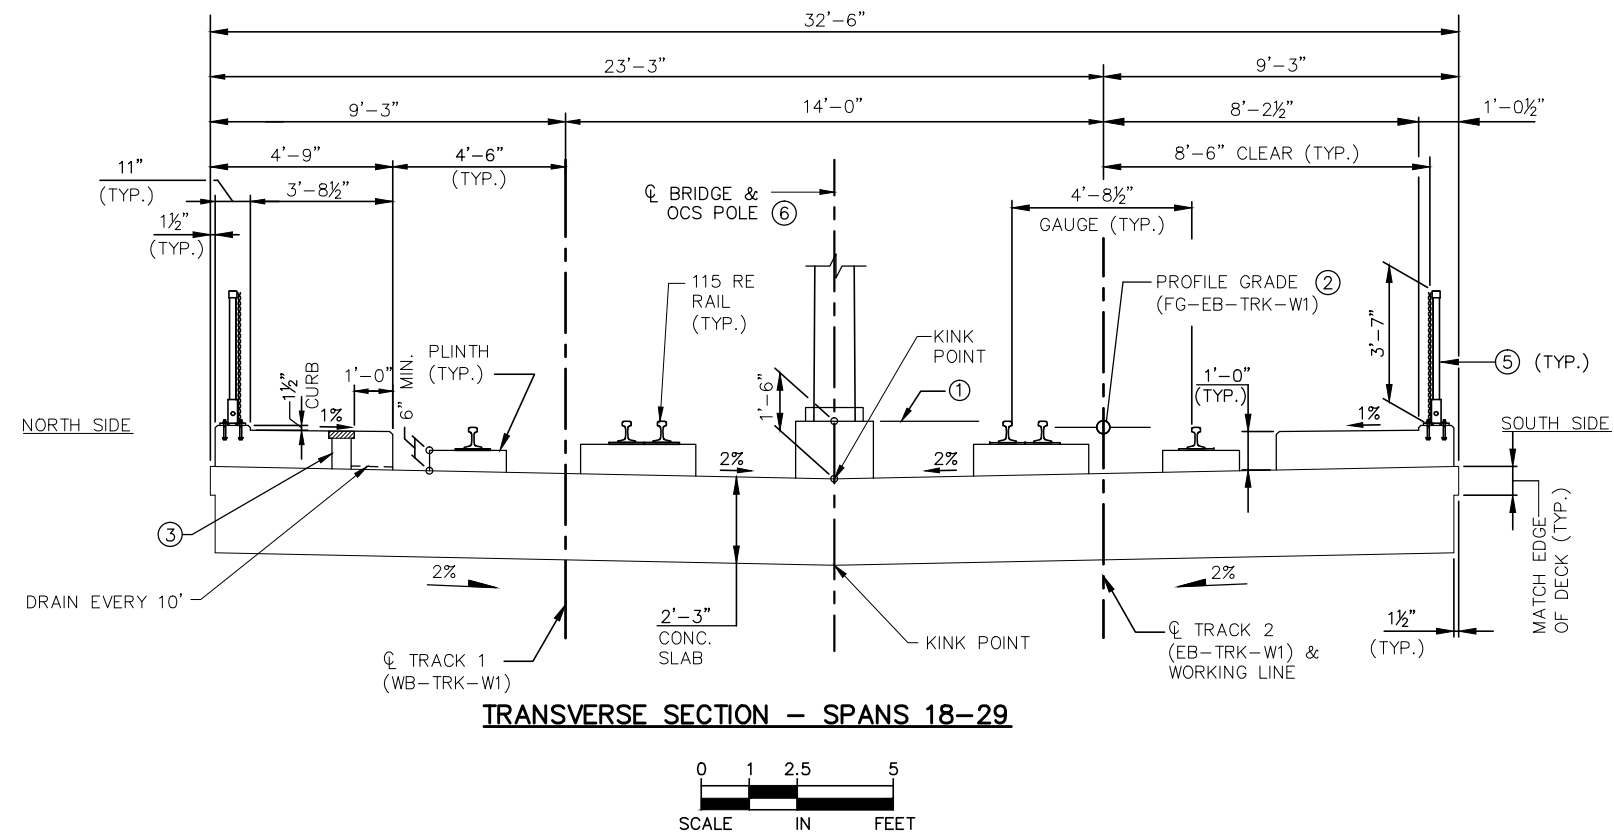 32'-6"
23'-3"
9'-3"
9'-3"
14'-0"
8'-2½"
1'-0½"
4'-9"
4'-6"
(TYP.)
8'-6" CLEAR (TYP.)
11"
(TYP.)
3'-8½"
℄ BRIDGE &
OCS POLE 6
4'-8½"
GAUGE (TYP.)
1½"
(TYP.)
115 RE
RAIL
(TYP.)
PROFILE GRADE 2
(FG-EB-TRK-W1)
KINK
POINT
3'-7"
5 (TYP.)
PLINTH
(TYP.)
1½"
CURB
1'-0"
6" MIN.
1'-6"
1
1'-0"
(TYP.)
NORTH SIDE
1%
1%
SOUTH SIDE
2%
2%
3
MATCH EDGE
OF DECK (TYP.)
2%
2%
DRAIN EVERY 10'
2'-3"
CONC.
SLAB
KINK POINT
1½"
(TYP.)
℄ TRACK 1
(WB-TRK-W1)
℄ TRACK 2
(EB-TRK-W1) &
WORKING LINE
TRANSVERSE SECTION - SPANS 18-29
0 1 2.5 5
SCALE IN FEET